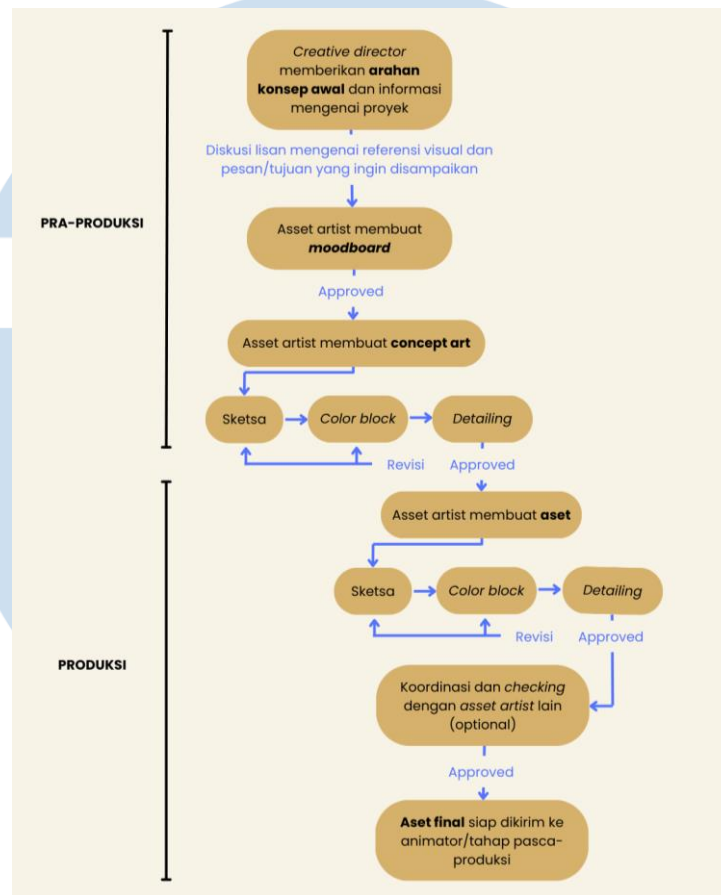 Creative director
memberikan arahan
konsep awal dan informasi
mengenai proyek
Diskusi lisan mengenai referensi visual dan
pesan/tujuan yang ingin disampaikan
PRA-PRODUKSI
Asset artist membuat
moodboard
Approved
Asset artist membuat concept art
Sketsa
Color block
Detailing
Revisi
Approved
Asset artist membuat aset
Sketsa
Color block
Detailing
Revisi
Approved
PRODUKSI
Koordinasi dan checking
dengan asset artist lain
(optional)
Approved
Aset final siap dikirim ke
animator/tahap pasca-
produksi